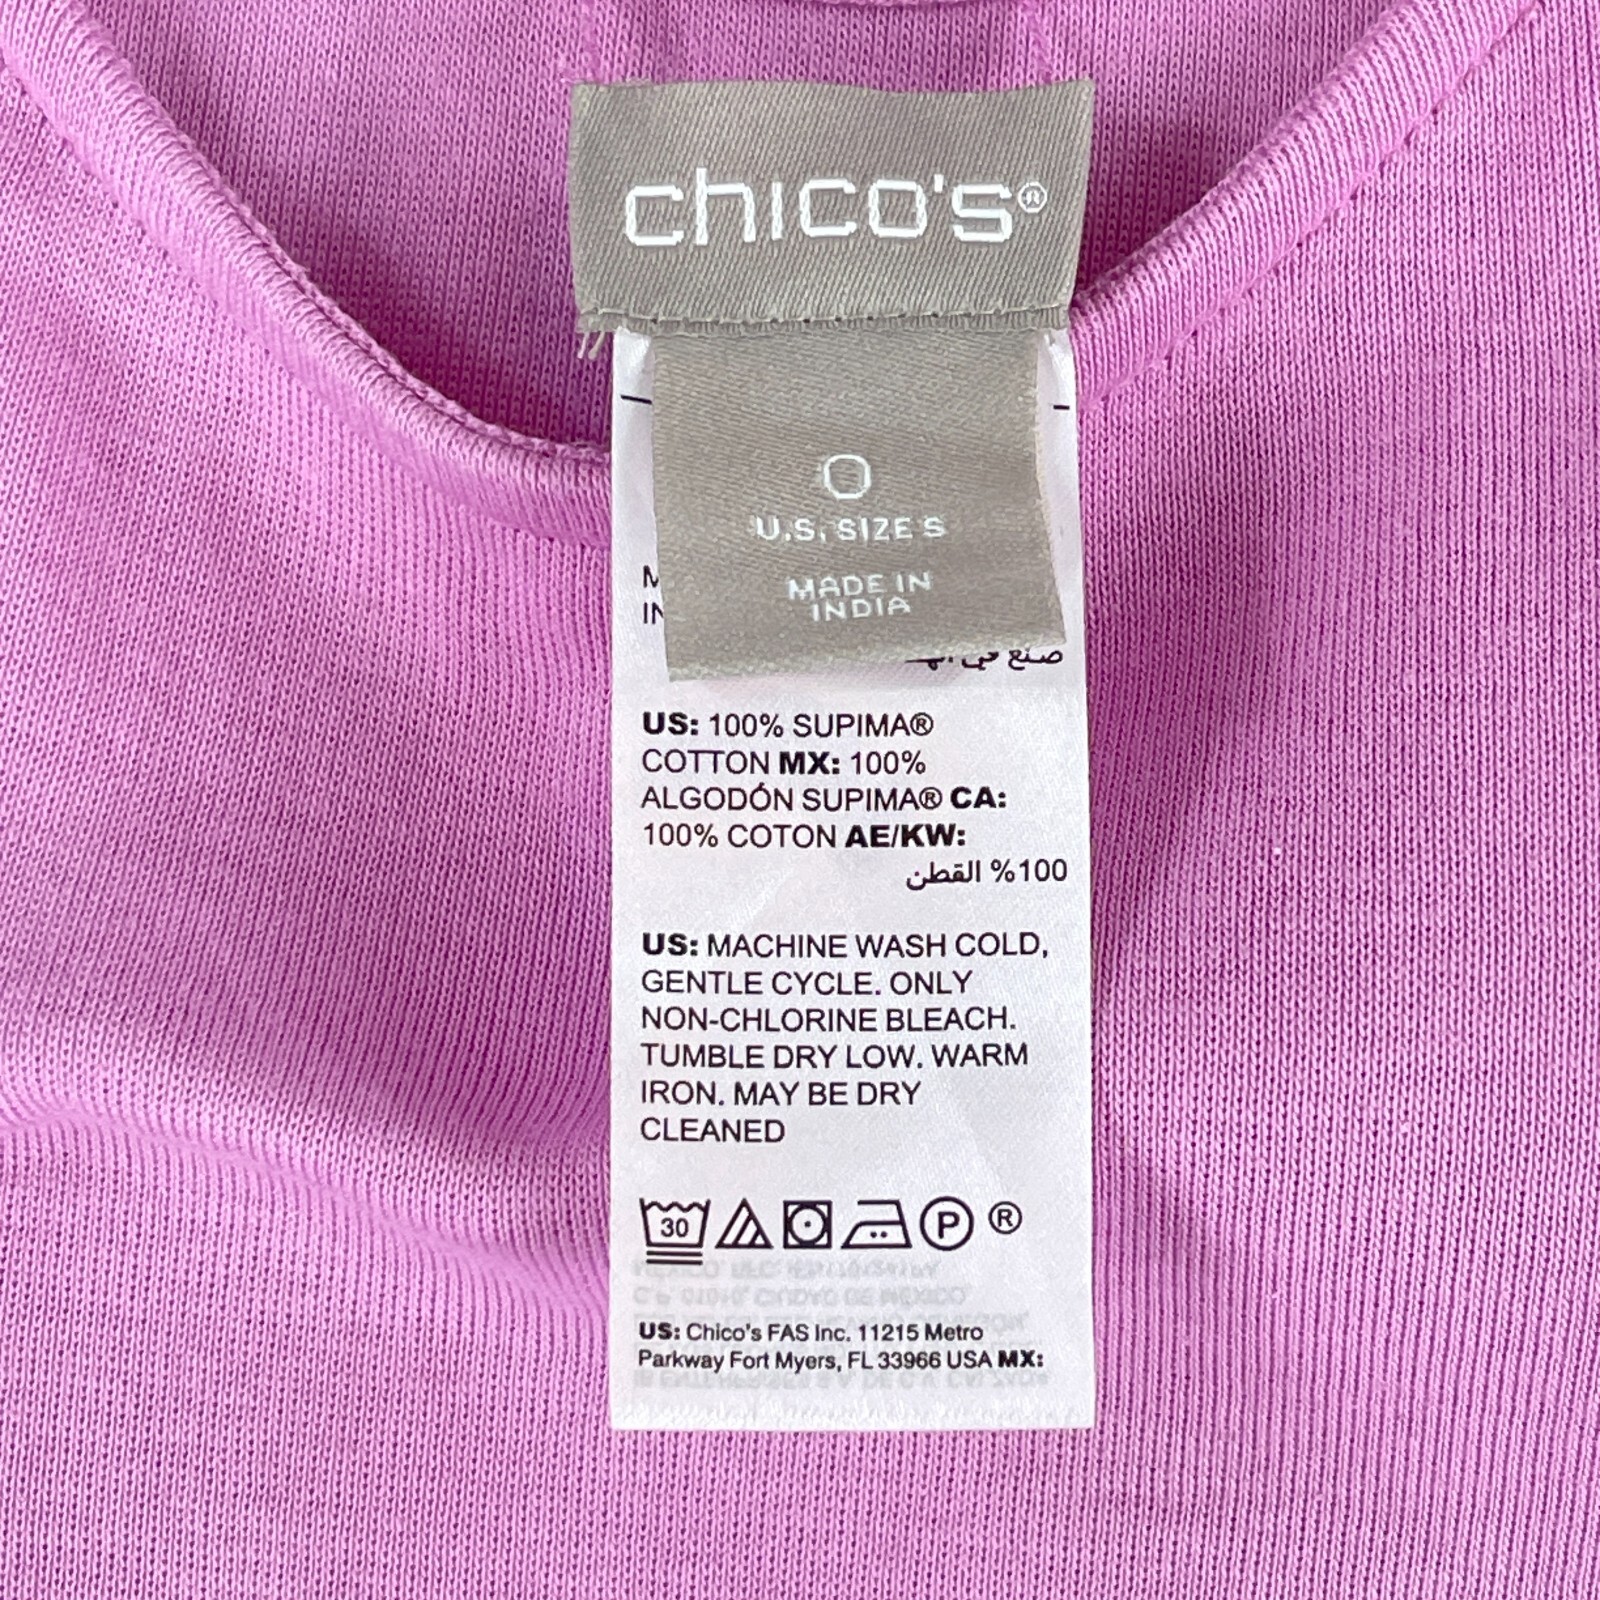 chico's®
O
U.S. SIZE S
MADE IN
INDIA
صنع في
US: 100% SUPIMA®
COTTON MX: 100%
ALGODÓN SUPIMA® CA:
100% COTON AE/KW:
100% القطن
US: MACHINE WASH COLD,
GENTLE CYCLE. ONLY
NON-CHLORINE BLEACH.
TUMBLE DRY LOW. WARM
IRON. MAY BE DRY
CLEANED
30 P ®
US: Chico's FAS Inc. 11215 Metro
Parkway Fort Myers, FL 33966 USA MX: